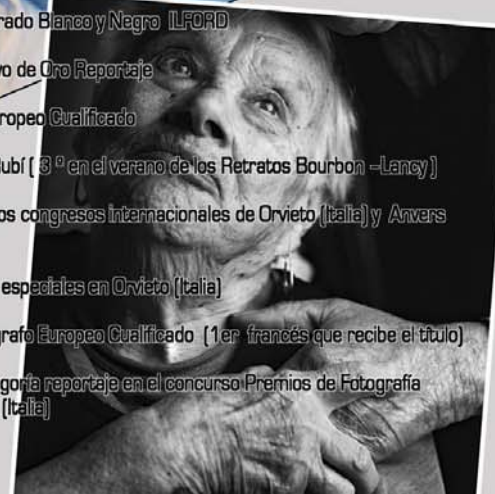 rado Blanco y Negro ILFORD
vo de Oro Reportaje
ropeo Cualificado
ubí ( 3 º en el verano de los Retratos Bourbon -Lancy )
os congresos internacionales de Orvieto (Italia) y Anvers
especiales en Orvieto (Italia)
grafo Europeo Cualificado (1er francés que recibe el título)
goría reportaje en el concurso Premios de Fotografía
(Italia)